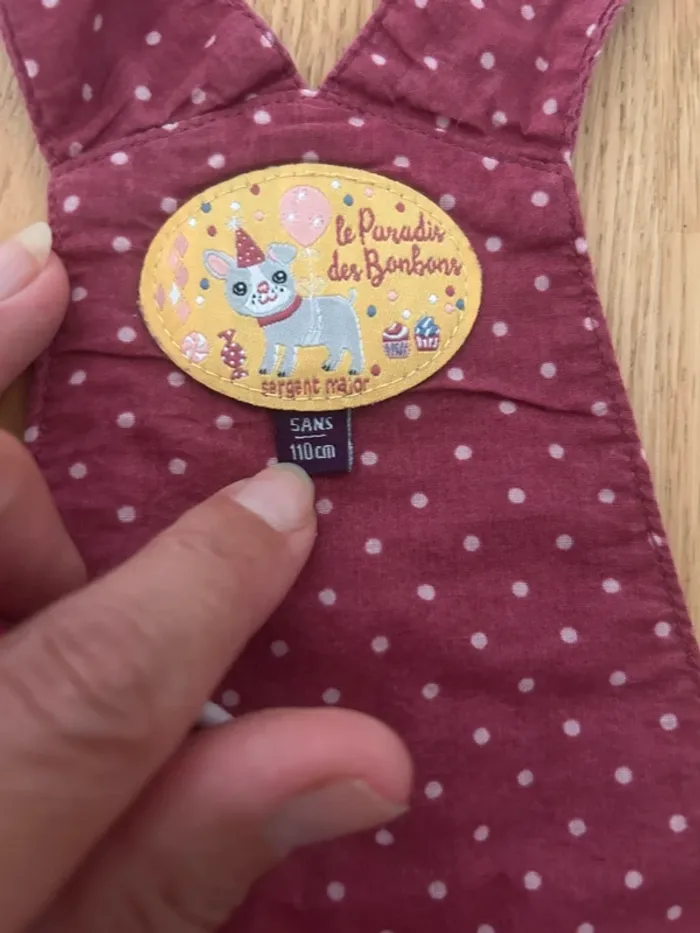 le Paradis
des Bonbons
sergent major
5ANS
110cm